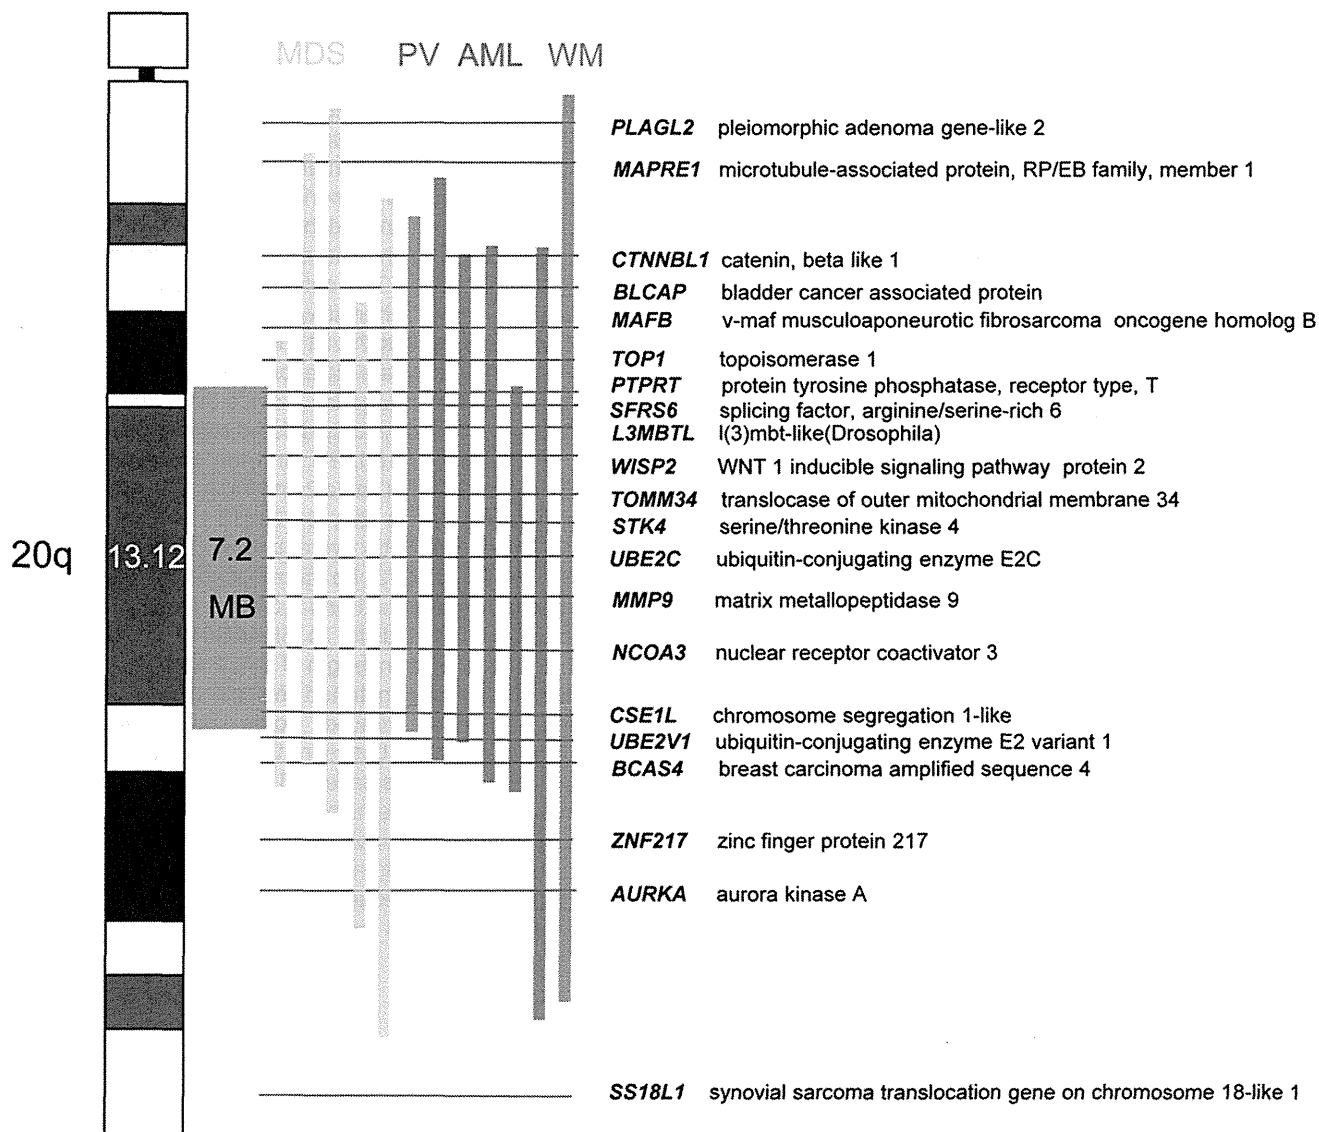 MDS PV AML WM
PLAGL2 pleiomorphic adenoma gene-like 2
MAPRE1 microtubule-associated protein, RP/EB family, member 1
CTNNBL1 catenin, beta like 1
BLCAP bladder cancer associated protein
MAFB v-maf musculoaponeurotic fibrosarcoma oncogene homolog B
TOP1 topoisomerase 1
PTPRT protein tyrosine phosphatase, receptor type, T
SFRS6 splicing factor, arginine/serine-rich 6
L3MBTL l(3)mbt-like(Drosophila)
WISP2 WNT 1 inducible signaling pathway protein 2
TOMM34 translocase of outer mitochondrial membrane 34
STK4 serine/threonine kinase 4
20q 13.12 7.2
MB
UBE2C ubiquitin-conjugating enzyme E2C
MMP9 matrix metallopeptidase 9
NCOA3 nuclear receptor coactivator 3
CSE1L chromosome segregation 1-like
UBE2V1 ubiquitin-conjugating enzyme E2 variant 1
BCAS4 breast carcinoma amplified sequence 4
ZNF217 zinc finger protein 217
AURKA aurora kinase A
SS18L1 synovial sarcoma translocation gene on chromosome 18-like 1